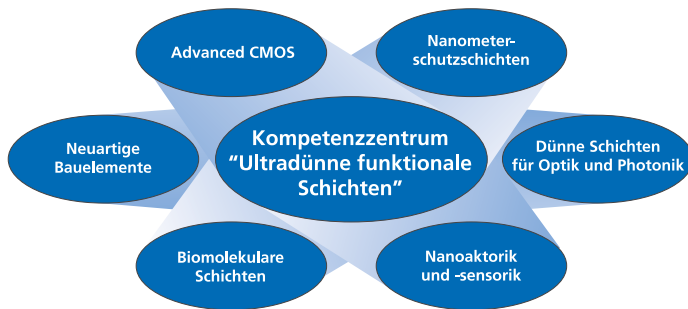 Advanced CMOS
Nanometer-
schutzschichten
Neuartige
Bauelemente
Kompetenzzentrum
“Ultradünne funktionale
Schichten”
Dünne Schichten
für Optik und Photonik
Biomolekulare
Schichten
Nanoaktorik
und -sensorik